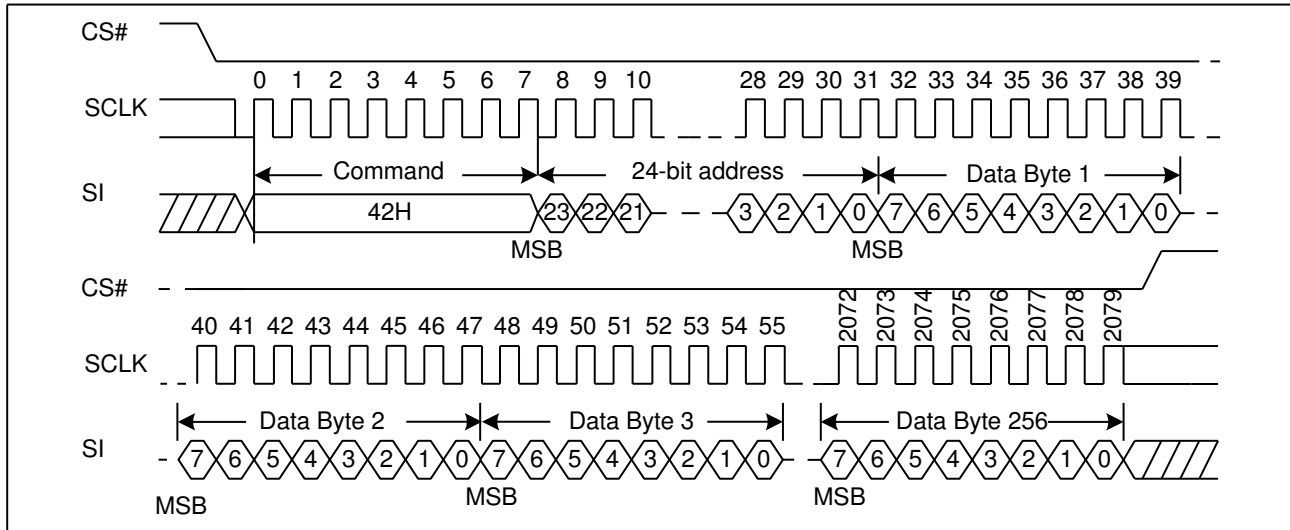 CS#
0 1 2 3 4 5 6 7 8 9 10 28 29 30 31 32 33 34 35 36 37 38 39
SCLK
Command 24-bit address Data Byte 1
SI
42H 23 22 21 3 2 1 0 7 6 5 4 3 2 1 0
MSB MSB
CS#
40 41 42 43 44 45 46 47 48 49 50 51 52 53 54 55 2072 2073 2074 2075 2076 2077 2078 2079
SCLK
Data Byte 2 Data Byte 3 Data Byte 256
SI
7 6 5 4 3 2 1 0 7 6 5 4 3 2 1 0 7 6 5 4 3 2 1 0
MSB MSB MSB